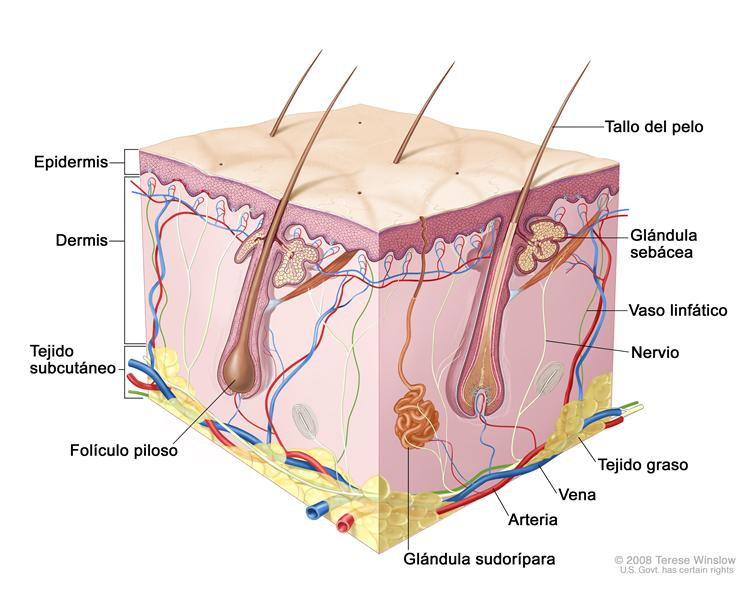 Tallo del pelo
Epidermis
Dermis
Glándula
sebácea
Vaso linfático
Tejido
subcutáneo
Nervio
Folículo piloso
Tejido graso
Vena
Arteria
Glándula sudorípara
© 2008 Terese Winslow
U.S. Govt. has certain rights